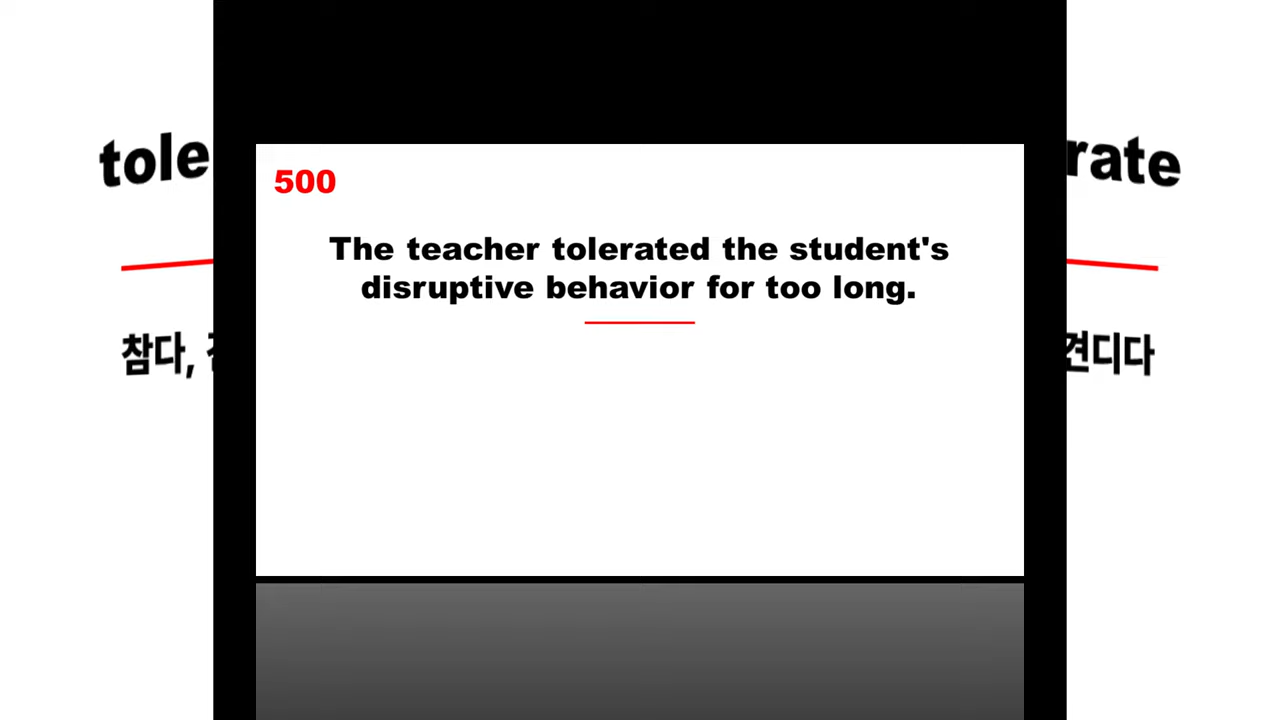 tole
rate
500
The teacher tolerated the student's
disruptive behavior for too long.
참다,
견디다